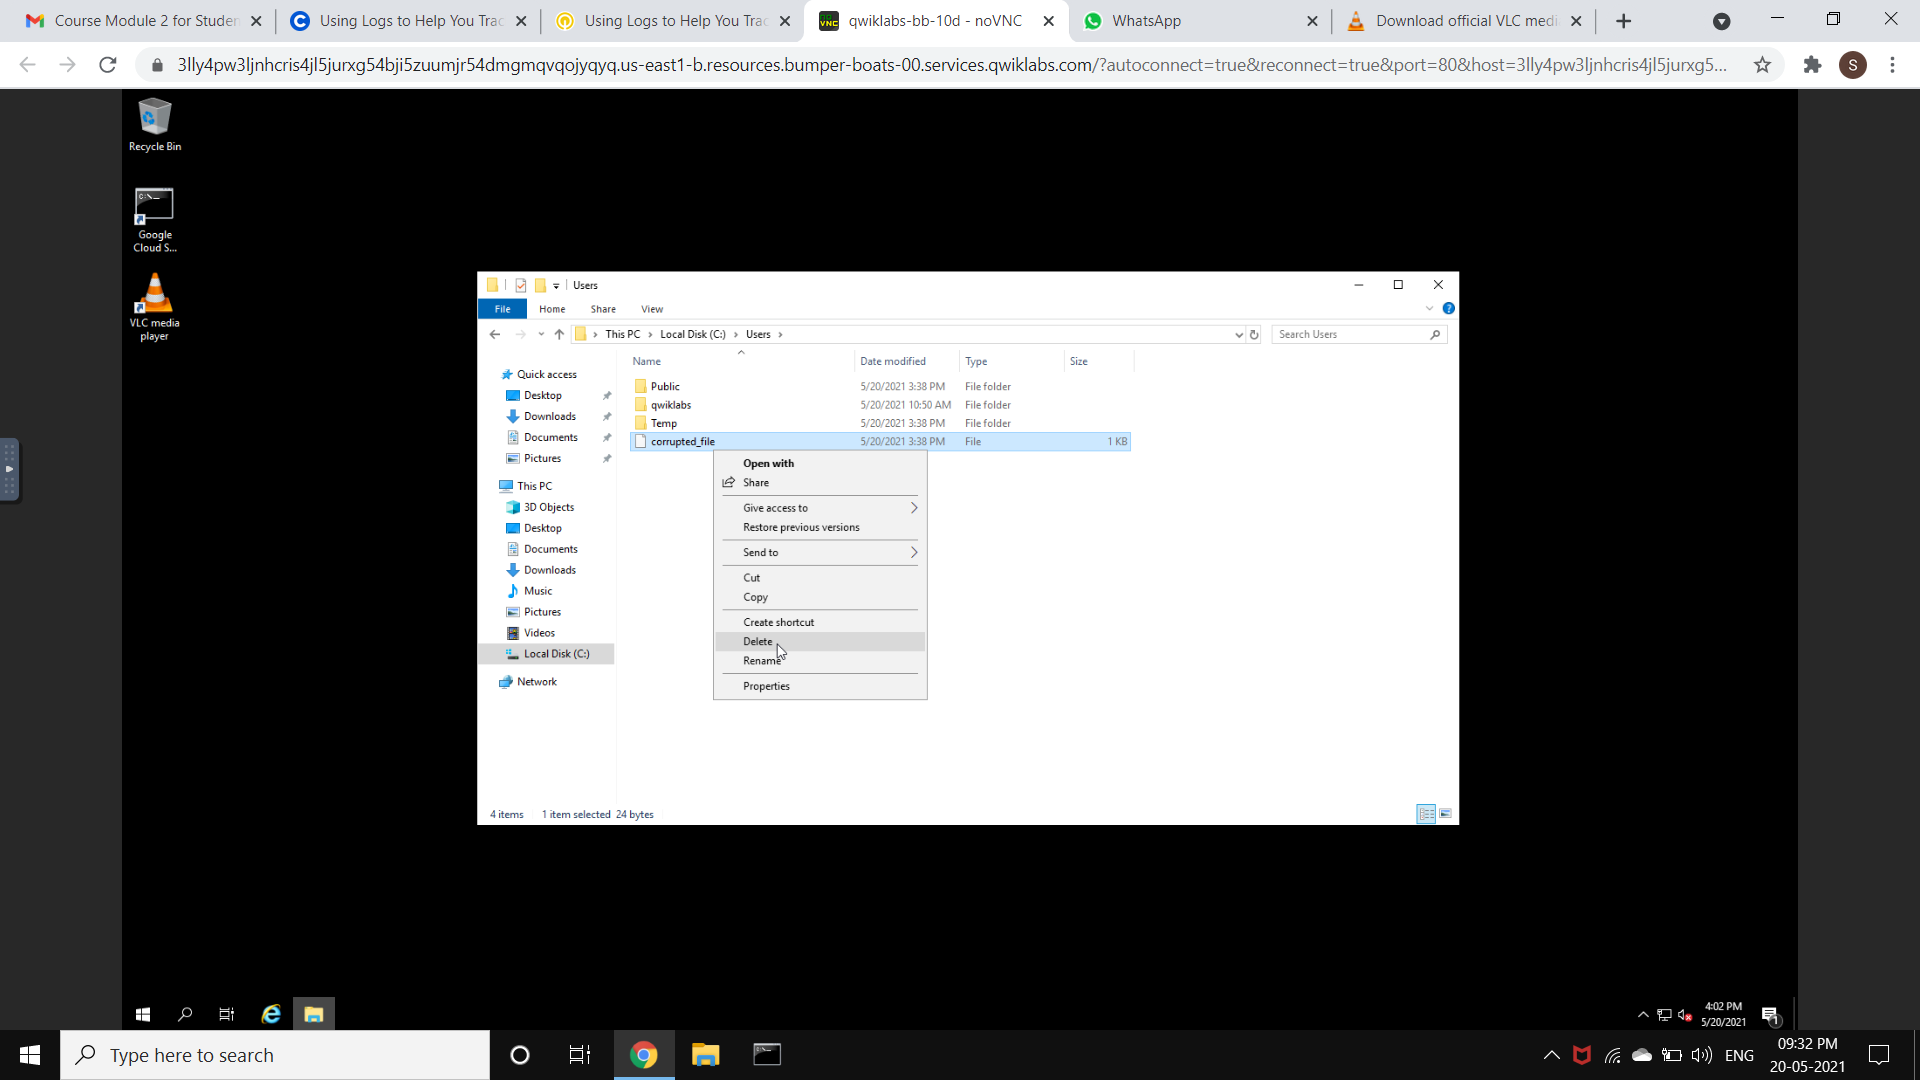 Course Module 2 for Studen
Using Logs to Help You Trac
Using Logs to Help You Trac
qwiklabs-bb-10d - noVNC
WhatsApp
Download official VLC medi
3lly4pw3ljnhcris4jl5jurxg54bji5zuumjr54dmgmqvqojyqyq.us-east1-b.resources.bumper-boats-00.services.qwiklabs.com/?autoconnect=true&reconnect=true&port=80&host=3lly4pw3ljnhcris4jl5jurxg5...
S
Recycle Bin
Google
Cloud S...
VLC media
player
Users
File Home Share View
This PC > Local Disk (C:) > Users >
Search Users
Name Date modified Type Size
Quick access
Desktop
Downloads
Documents
Pictures
This PC
3D Objects
Desktop
Documents
Downloads
Music
Pictures
Videos
Local Disk (C:)
Network
Public 5/20/2021 3:38 PM File folder
qwiklabs 5/20/2021 10:50 AM File folder
Temp 5/20/2021 3:38 PM File folder
corrupted_file 5/20/2021 3:38 PM File 1 KB
Open with
Share
Give access to
Restore previous versions
Send to
Cut
Copy
Create shortcut
Delete
Rename
Properties
4 items 1 item selected 24 bytes
4:02 PM
5/20/2021
1
Type here to search
ENG
09:32 PM
20-05-2021